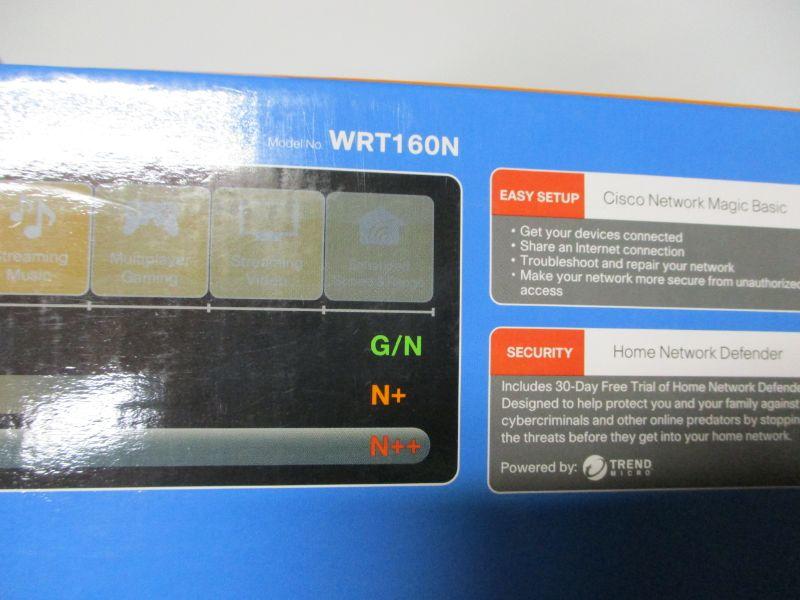 Model No. WRT160N
Streaming
Music
Multiplayer
Gaming
Streaming
Video
G/N
N+
N++
EASY SETUP Cisco Network Magic Basic
• Get your devices connected
• Share an Internet connection
• Troubleshoot and repair your network
• Make your network more secure from unauthorized
access
SECURITY Home Network Defender
Includes 30-Day Free Trial of Home Network Defende
Designed to help protect you and your family against
cybercriminals and other online predators by stoppin
the threats before they get into your home network.
Powered by: TREND
MICRO